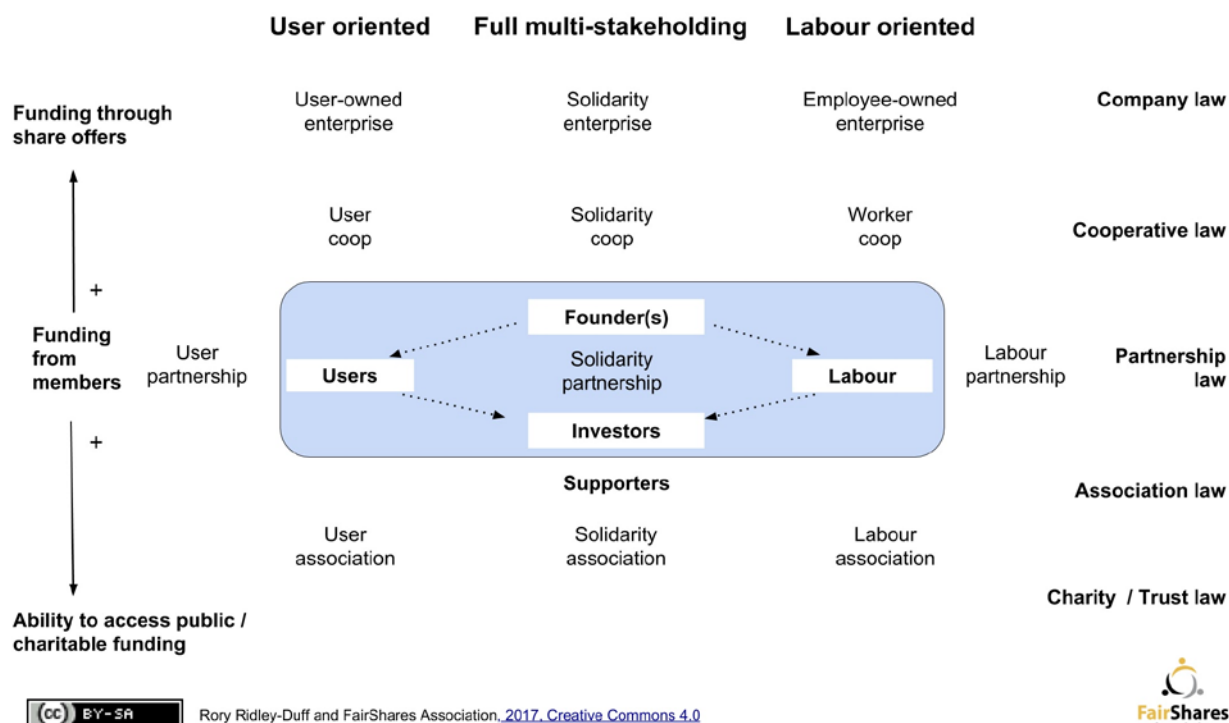 User oriented
Full multi-stakeholding
Labour oriented
Funding through
share offers
User-owned
enterprise
Solidarity
enterprise
Employee-owned
enterprise
Company law
User
coop
Solidarity
coop
Worker
coop
Cooperative law
+
Funding
from
members
+
User
partnership
Founder(s)
Users
Solidarity
partnership
Labour
Investors
Labour
partnership
Partnership
law
Supporters
Association law
User
association
Solidarity
association
Labour
association
Charity / Trust law
Ability to access public /
charitable funding
(cc) BY-SA
Rory Ridley-Duff and FairShares Association, 2017, Creative Commons 4.0
FairShares